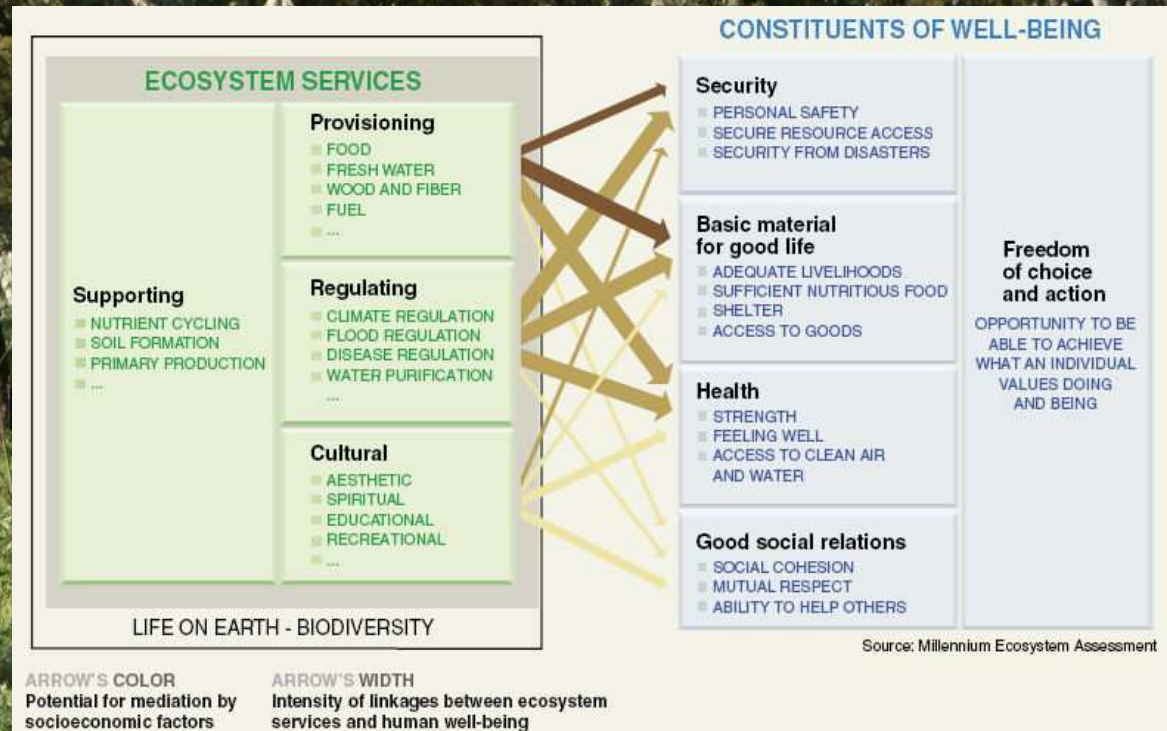 CONSTITUENTS OF WELL-BEING
ECOSYSTEM SERVICES
Supporting
NUTRIENT CYCLING
SOIL FORMATION
PRIMARY PRODUCTION
...
Provisioning
FOOD
FRESH WATER
WOOD AND FIBER
FUEL
...
Regulating
CLIMATE REGULATION
FLOOD REGULATION
DISEASE REGULATION
WATER PURIFICATION
...
Cultural
AESTHETIC
SPIRITUAL
EDUCATIONAL
RECREATIONAL
...
LIFE ON EARTH - BIODIVERSITY
Security
PERSONAL SAFETY
SECURE RESOURCE ACCESS
SECURITY FROM DISASTERS
Basic material
for good life
ADEQUATE LIVELIHOODS
SUFFICIENT NUTRITIOUS FOOD
SHELTER
ACCESS TO GOODS
Health
STRENGTH
FEELING WELL
ACCESS TO CLEAN AIR
AND WATER
Good social relations
SOCIAL COHESION
MUTUAL RESPECT
ABILITY TO HELP OTHERS
Freedom
of choice
and action
OPPORTUNITY TO BE
ABLE TO ACHIEVE
WHAT AN INDIVIDUAL
VALUES DOING
AND BEING
Source: Millennium Ecosystem Assessment
ARROW'S COLOR
Potential for mediation by
socioeconomic factors
ARROW'S WIDTH
Intensity of linkages between ecosystem
services and human well-being